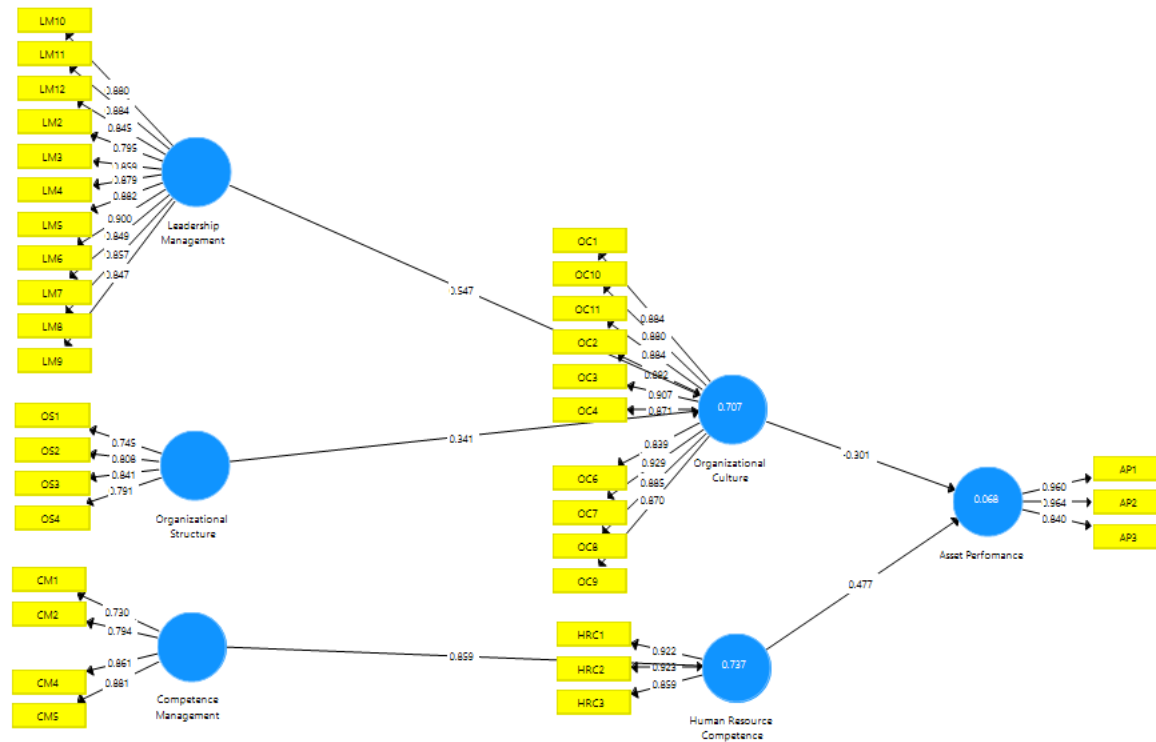 LM10
LM11
LM12
LM2
LM3
LM4
LM5
LM6
LM7
LM8
LM9
0.880
0.884
0.845
0.795
0.859
0.879
0.882
0.900
0.849
0.857
0.847
Leadership
Management
0.547
OS1
OS2
OS3
OS4
0.745
0.808
0.841
0.791
Organizational
Structure
0.341
CM1
CM2
CM4
CM5
0.730
0.794
0.861
0.881
Competence
Management
0.859
OC1
OC10
OC11
OC2
OC3
OC4
OC6
OC7
OC8
OC9
0.884
0.880
0.884
0.907
0.871
0.839
0.929
0.885
0.870
0.707
Organizational
Culture
-0.301
HRC1
HRC2
HRC3
0.922
0.923
0.859
0.737
Human Resource
Competence
0.477
0.068
Asset Perfomance
0.960
0.964
0.840
AP1
AP2
AP3